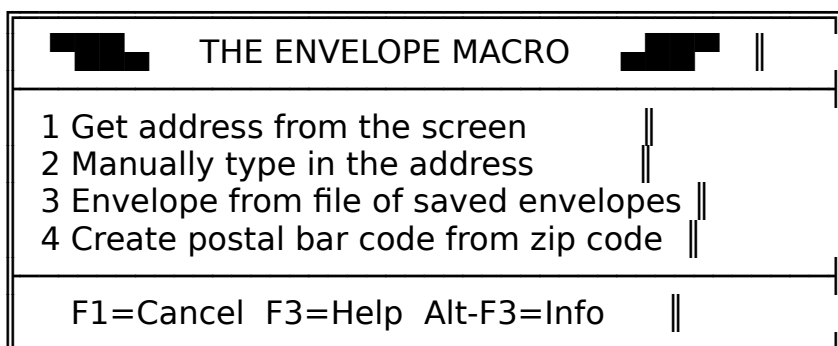 THE ENVELOPE MACRO
1 Get address from the screen
2 Manually type in the address
3 Envelope from file of saved envelopes
4 Create postal bar code from zip code
F1=Cancel F3=Help Alt-F3=Info